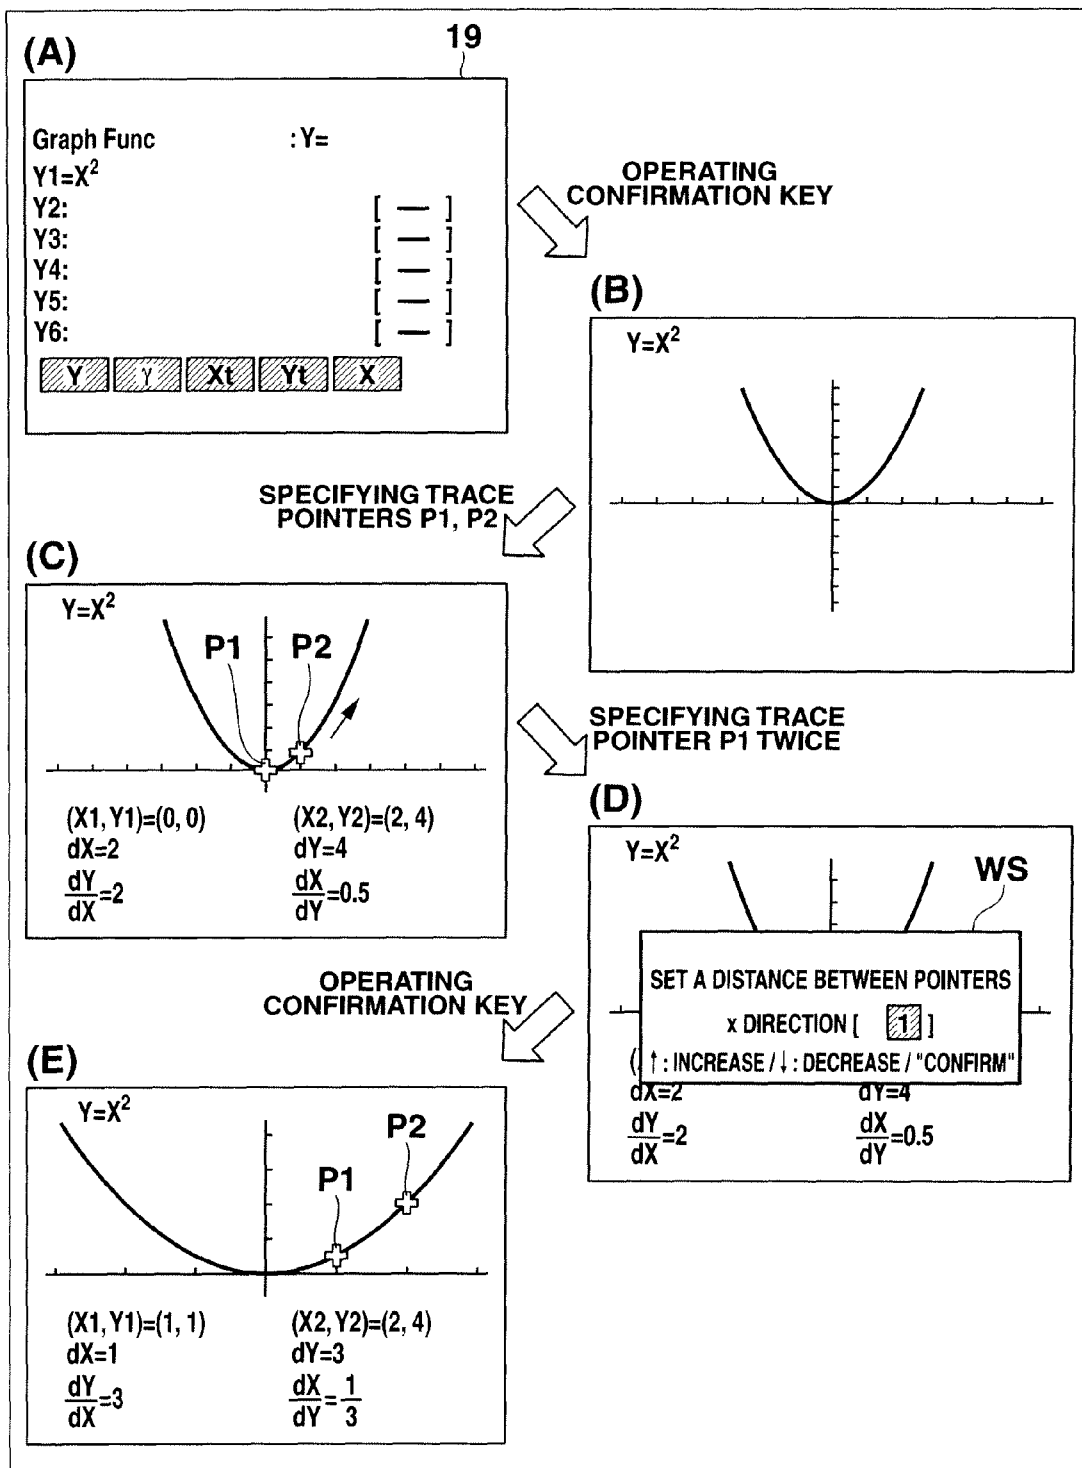 (A)
19
Graph Func :Y=
Y1=X²
Y2: [ — ]
Y3: [ — ]
Y4: [ — ]
Y5: [ — ]
Y6: [ — ]
Y γ Xt Yt X
OPERATING
CONFIRMATION KEY
(B)
Y=X²
SPECIFYING TRACE
POINTERS P1, P2
(C)
Y=X²
P1 P2
(X1, Y1)=(0, 0) (X2, Y2)=(2, 4)
dX=2 dY=4
dY/dX=2 dX/dY=0.5
SPECIFYING TRACE
POINTER P1 TWICE
(D)
Y=X²
WS
SET A DISTANCE BETWEEN POINTERS
x DIRECTION [ 1 ]
(↑ : INCREASE / ↓ : DECREASE / "CONFIRM"
dX=2 dY=4
dY/dX=2 dX/dY=0.5
OPERATING
CONFIRMATION KEY
(E)
Y=X²
P1 P2
(X1, Y1)=(1, 1) (X2, Y2)=(2, 4)
dX=1 dY=3
dY/dX=3 dX/dY=1/3